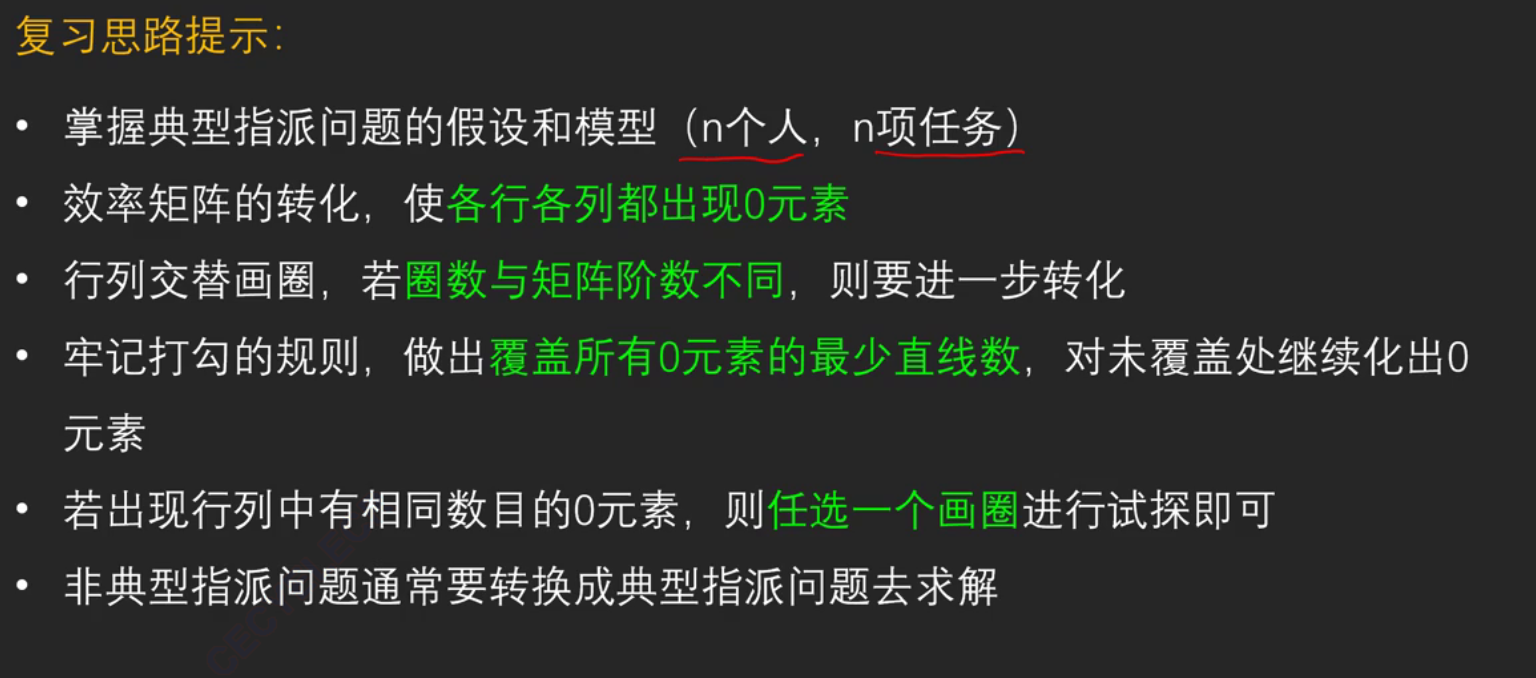 复习思路提示：
• 掌握典型指派问题的假设和模型（n个人，n项任务）
• 效率矩阵的转化，使各行各列都出现0元素
• 行列交替画圈，若圈数与矩阵阶数不同，则要进一步转化
• 牢记打勾的规则，做出覆盖所有0元素的最少直线数，对未覆盖处继续化出0
元素
• 若出现行列中有相同数目的0元素，则任选一个画圈进行试探即可
• 非典型指派问题通常要转换成典型指派问题去求解